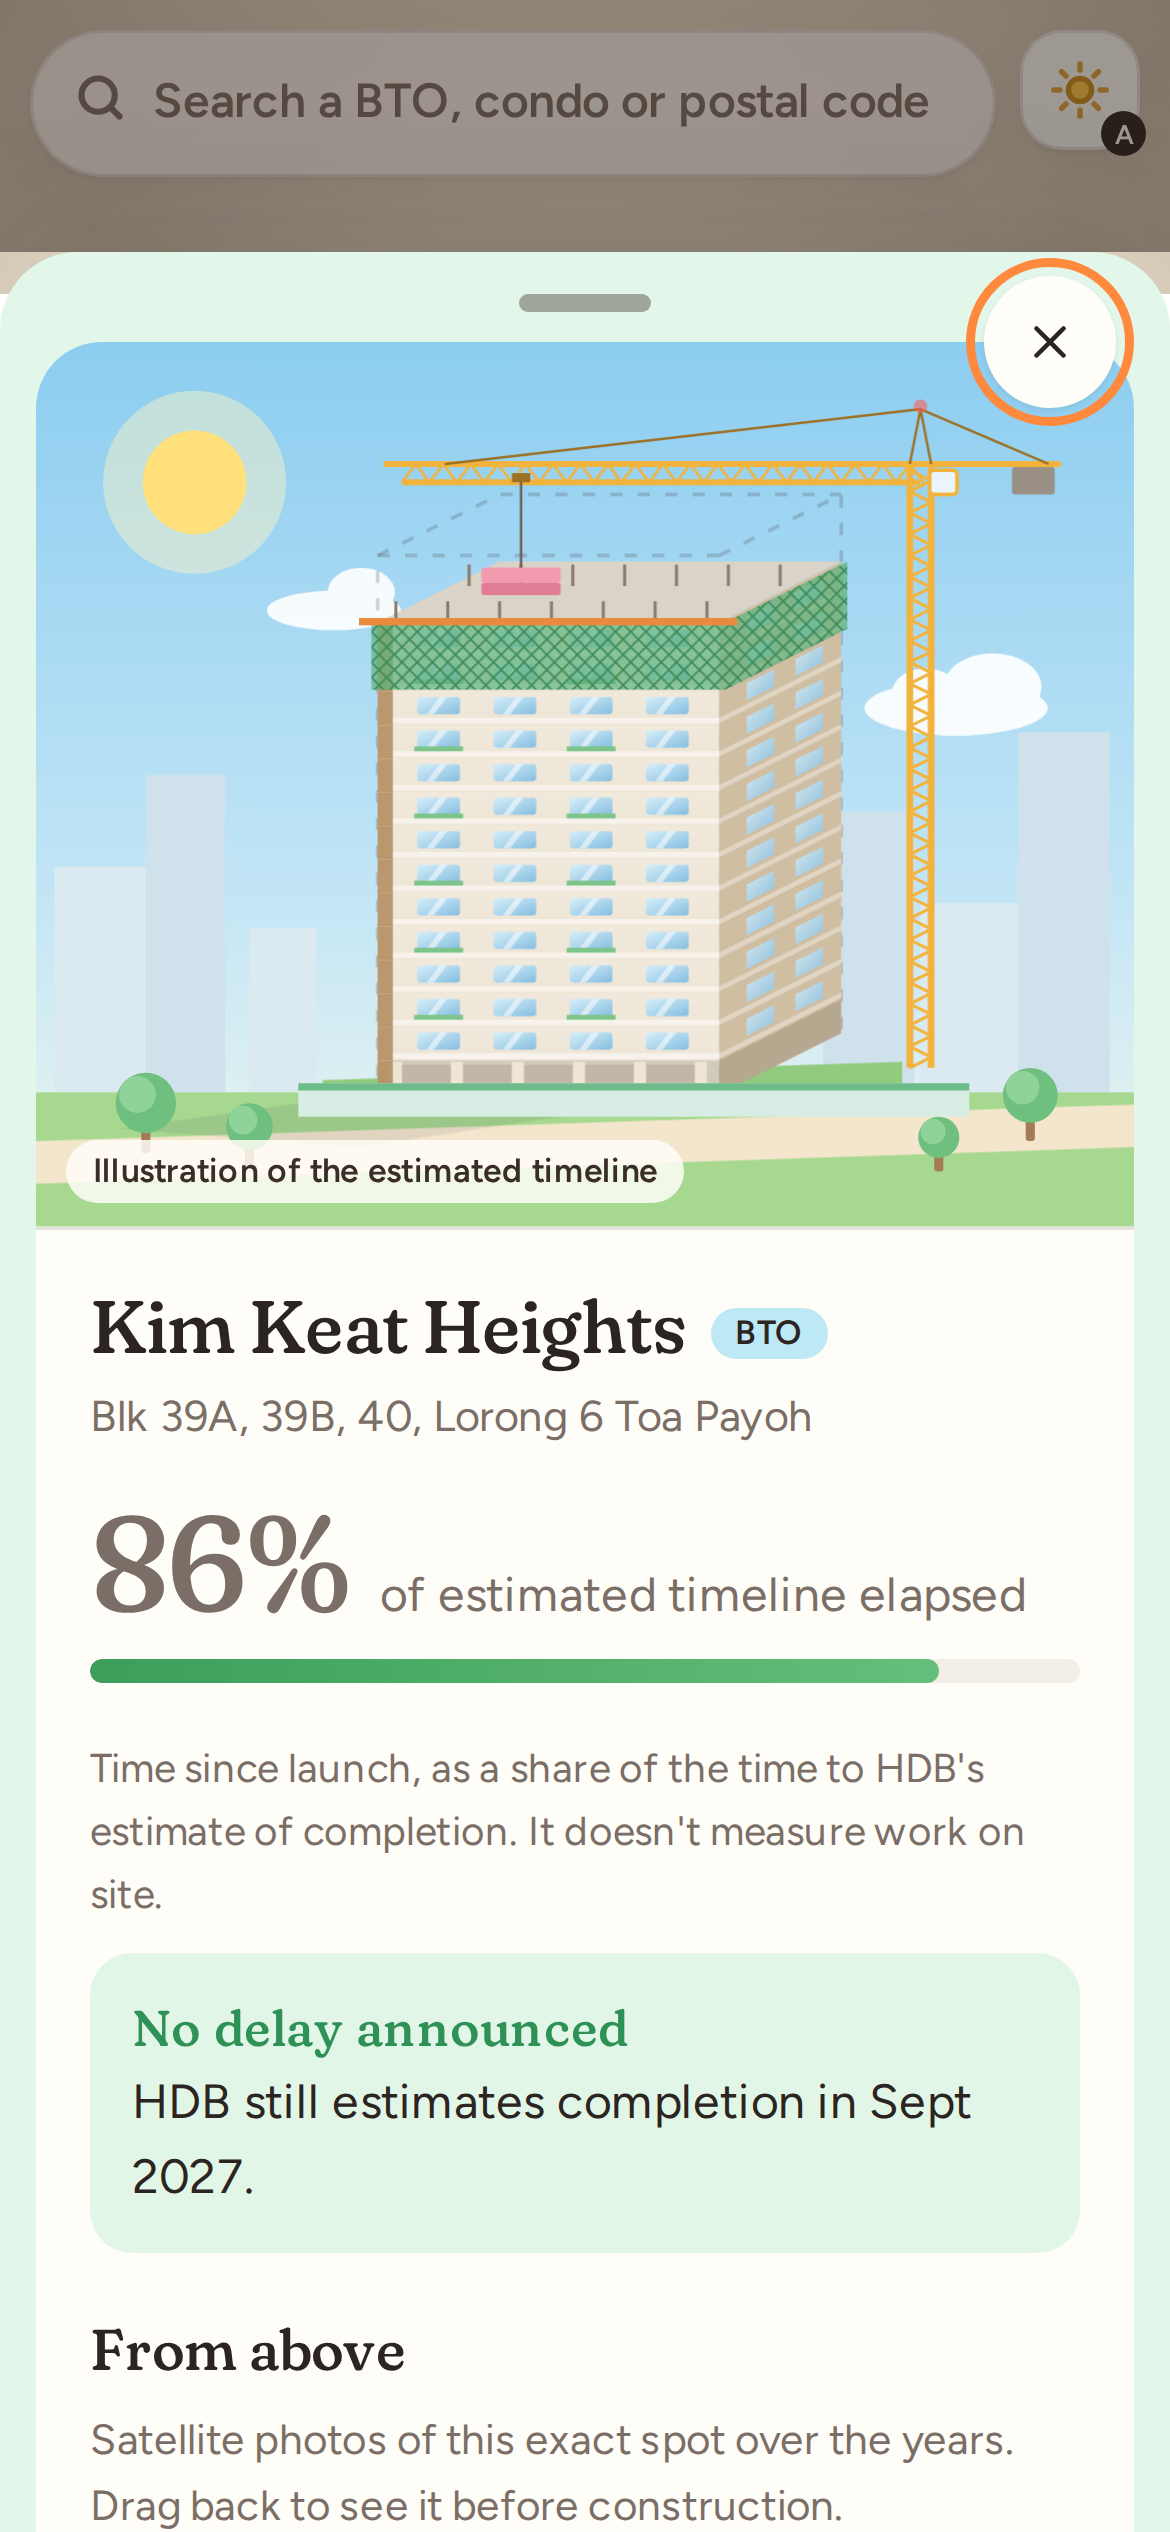 Search a BTO, condo or postal code
A
Illustration of the estimated timeline
Kim Keat Heights BTO
Blk 39A, 39B, 40, Lorong 6 Toa Payoh
86% of estimated timeline elapsed
Time since launch, as a share of the time to HDB's
estimate of completion. It doesn't measure work on
site.
No delay announced
HDB still estimates completion in Sept
2027.
From above
Satellite photos of this exact spot over the years.
Drag back to see it before construction.